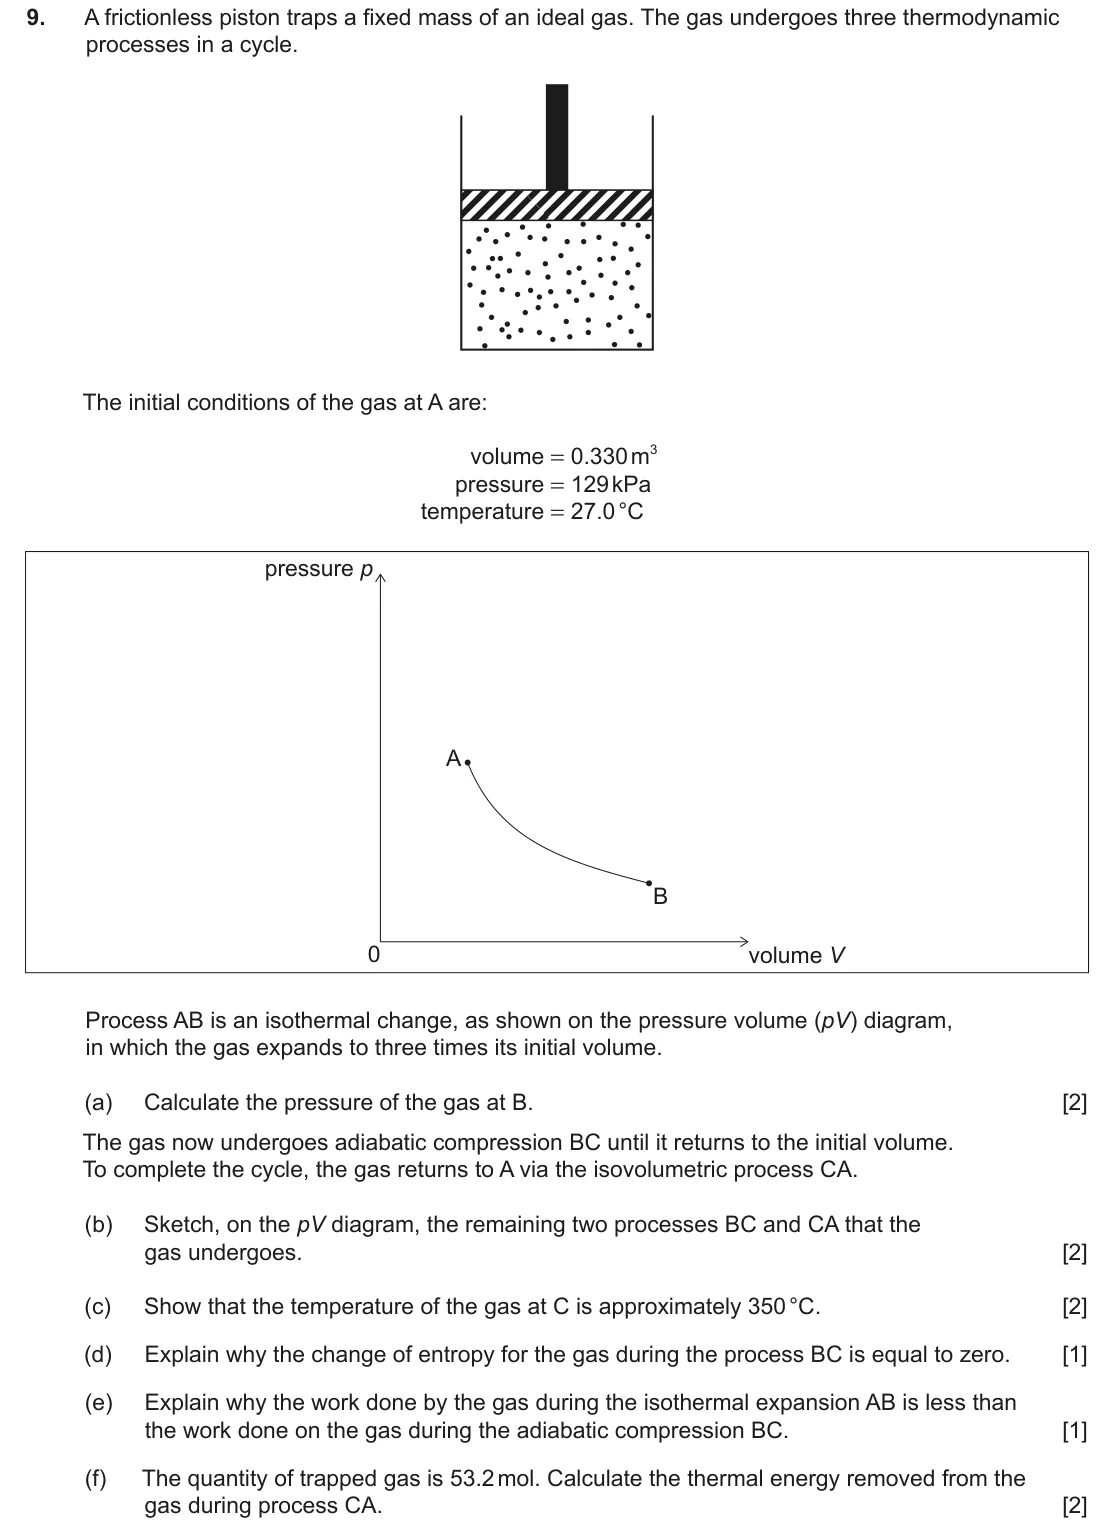 9. A frictionless piston traps a fixed mass of an ideal gas. The gas undergoes three thermodynamic
processes in a cycle.
The initial conditions of the gas at A are:
volume = 0.330 m³
pressure = 129 kPa
temperature = 27.0 °C
pressure p
A
B
0
volume V
Process AB is an isothermal change, as shown on the pressure volume (pV) diagram,
in which the gas expands to three times its initial volume.
(a) Calculate the pressure of the gas at B. [2]
The gas now undergoes adiabatic compression BC until it returns to the initial volume.
To complete the cycle, the gas returns to A via the isovolumetric process CA.
(b) Sketch, on the pV diagram, the remaining two processes BC and CA that the
gas undergoes. [2]
(c) Show that the temperature of the gas at C is approximately 350 °C. [2]
(d) Explain why the change of entropy for the gas during the process BC is equal to zero. [1]
(e) Explain why the work done by the gas during the isothermal expansion AB is less than
the work done on the gas during the adiabatic compression BC. [1]
(f) The quantity of trapped gas is 53.2 mol. Calculate the thermal energy removed from the
gas during process CA. [2]